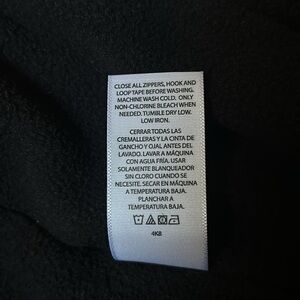 CLOSE ALL ZIPPERS, HOOK AND
LOOP TAPE BEFORE WASHING.
MACHINE WASH COLD. ONLY
NON-CHLORINE BLEACH WHEN
NEEDED. TUMBLE DRY LOW.
LOW IRON.
CERRAR TODAS LAS
CREMALLERAS Y LA CINTA DE
GANCHO Y OJAL ANTES DEL
LAVADO. LAVAR A MÁQUINA
CON AGUA FRÍA. USAR
SOLAMENTE BLANQUEADOR
SIN CLORO CUANDO SE
NECESITE. SECAR EN MÁQUINA
A TEMPERATURA BAJA.
PLANCHAR A
TEMPERATURA BAJA.
4K8